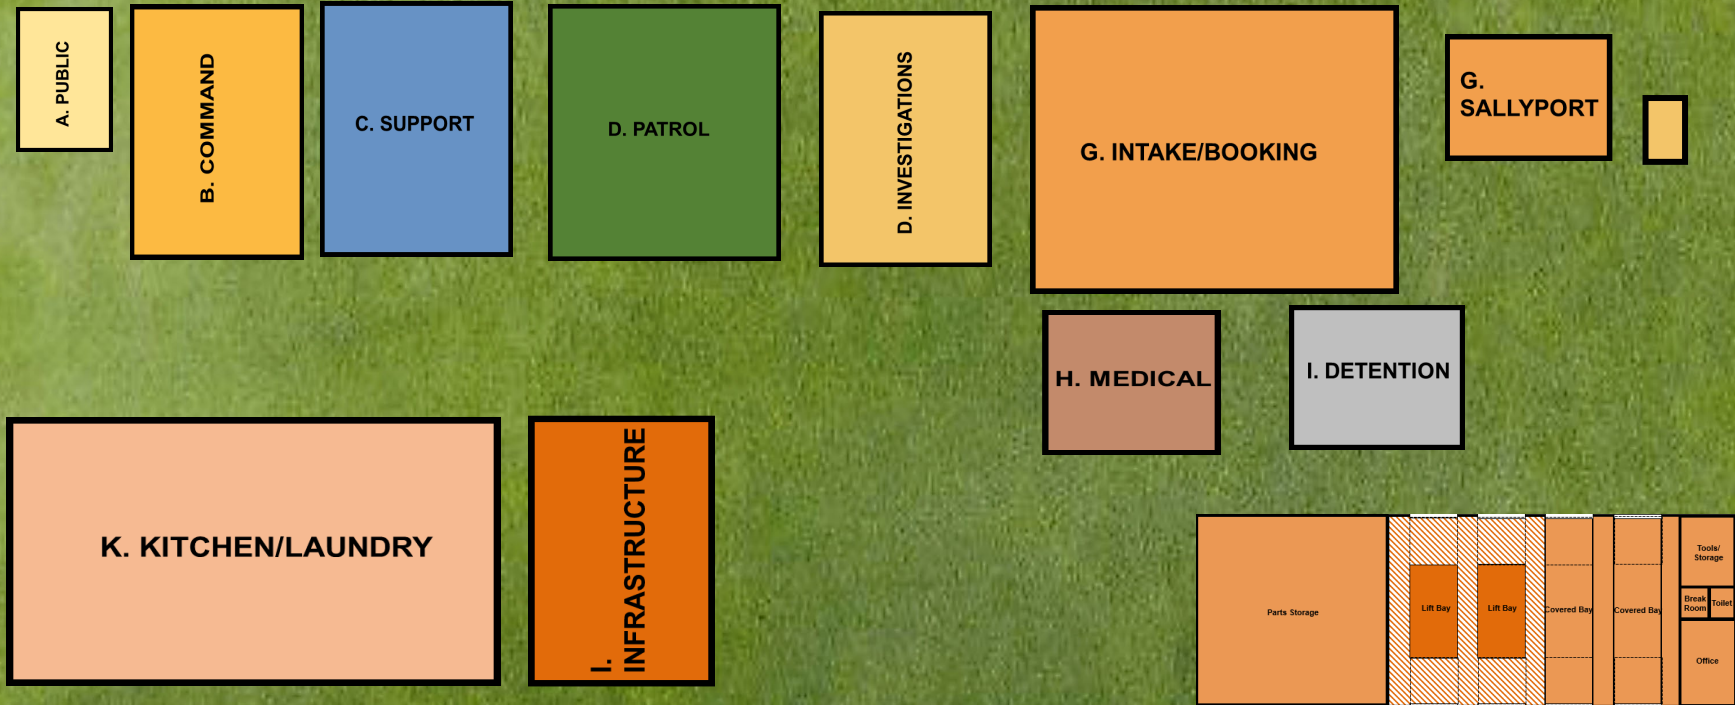 A. PUBLIC
B. COMMAND
C. SUPPORT
D. PATROL
D. INVESTIGATIONS
G. INTAKE/BOOKING
G.
SALLYPORT
H. MEDICAL
I. DETENTION
K. KITCHEN/LAUNDRY
I.
INFRASTRUCTURE
Parts Storage
Lift Bay
Lift Bay
Covered Bay
Covered Bay
Tools/
Storage
Break
Room
Toilet
Office